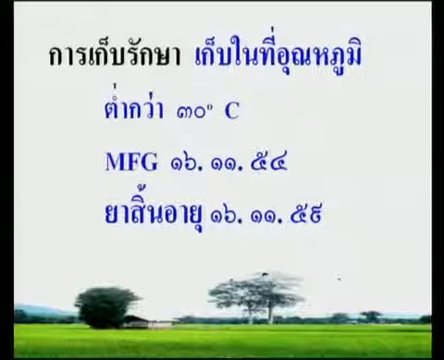 การเก็บรักษา เก็บในที่อุณหภูมิ
ต่ำกว่า ๓๐° C
MFG ๑๖. ๑๑. ๕๔
ยาสิ้นอายุ ๑๖. ๑๑. ๕๙